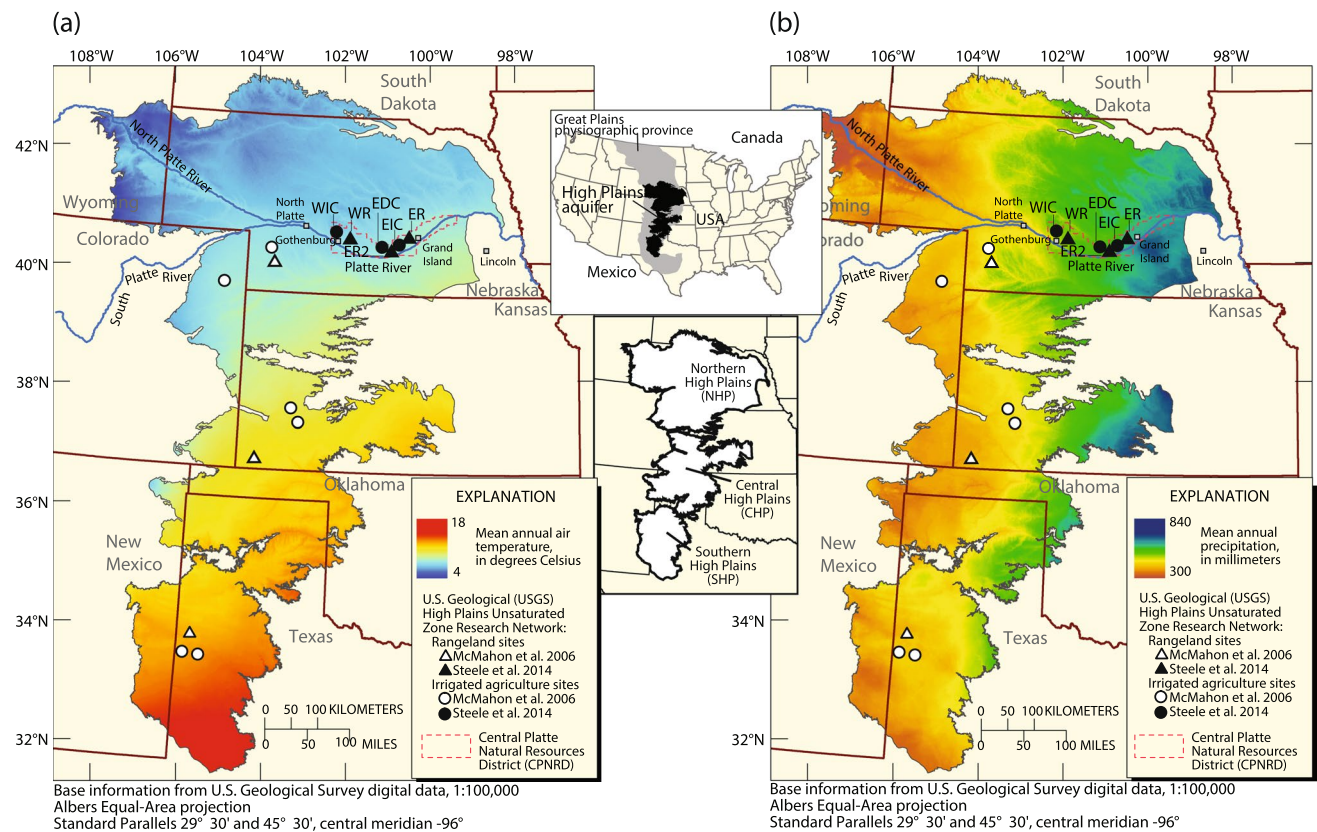 (a)
108°W 106°W 104°W 102°W 100°W 98°W
42°N
40°N
38°N
36°N
34°N
32°N
South
Dakota
North Platte River
Wyoming
Colorado
North
Platte
WIC
WR
EDC
EIC
ER
Gothenburg
ER2
Platte River
Grand
Island
Lincoln
South Platte River
Nebraska
Kansas
Oklahoma
New
Mexico
Texas
EXPLANATION
18
4
Mean annual air
temperature,
in degrees Celsius
U.S. Geological (USGS)
High Plains Unsaturated
Zone Research Network:
Rangeland sites
McMahon et al. 2006
Steele et al. 2014
Irrigated agriculture sites
McMahon et al. 2006
Steele et al. 2014
Central Platte
Natural Resources
District (CPNRD)
0 50 100 KILOMETERS
0 50 100 MILES
Base information from U.S. Geological Survey digital data, 1:100,000
Albers Equal-Area projection
Standard Parallels 29° 30' and 45° 30', central meridian -96°
Great Plains
physiographic province
Canada
High Plains
aquifer
USA
Mexico
Northern
High Plains
(NHP)
Central
High Plains
(CHP)
Southern
High Plains
(SHP)
(b)
108°W 106°W 104°W 102°W 100°W 98°W
South
Dakota
North Platte River
oming
orado
North
Platte
WIC
WR
EDC
EIC
ER
Gothenburg
ER2
Platte River
Grand
Island
Lincoln
South Platte River
Nebraska
Kansas
Oklahoma
New
Mexico
Texas
34°N
32°N
EXPLANATION
840
300
Mean annual
precipitation,
in millimeters
U.S. Geological (USGS)
High Plains Unsaturated
Zone Research Network:
Rangeland sites
McMahon et al. 2006
Steele et al. 2014
Irrigated agriculture sites
McMahon et al. 2006
Steele et al. 2014
Central Platte
Natural Resources
District (CPNRD)
0 50 100 KILOMETERS
0 50 100 MILES
Base information from U.S. Geological Survey digital data, 1:100,000
Albers Equal-Area projection
Standard Parallels 29° 30' and 45° 30', central meridian -96°